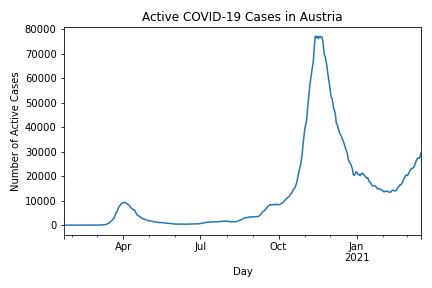 Active COVID-19 Cases in Austria
80000
70000
60000
50000
40000
30000
20000
10000
0
Number of Active Cases
Apr
Jul
Oct
Jan
2021
Day